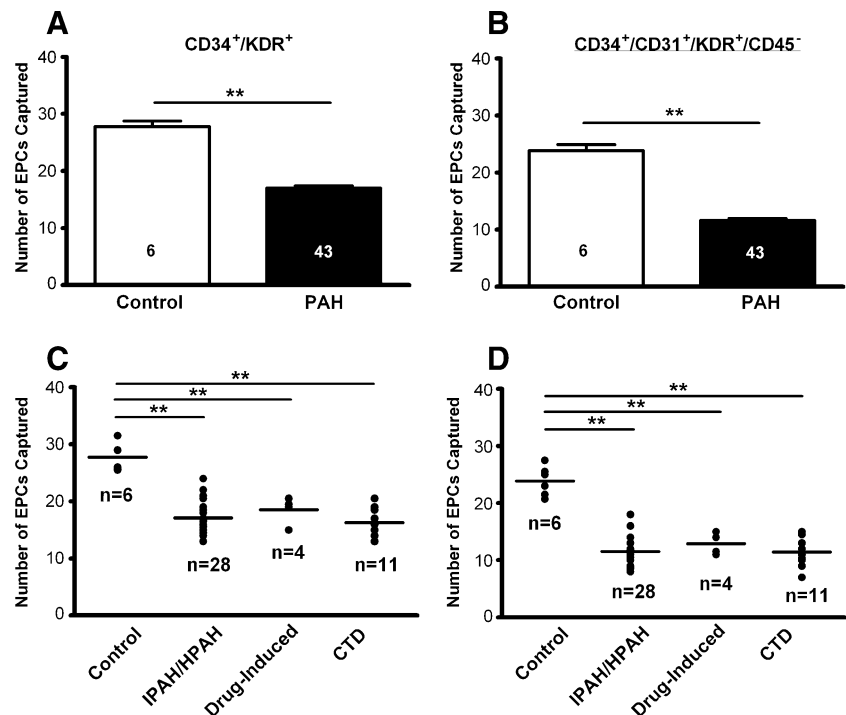 A
CD34+/KDR+
Number of EPCs Captured
40
30
20
10
0
**
6
43
Control
PAH
B
CD34+/CD31+/KDR+/CD45-
Number of EPCs Captured
40
30
20
10
0
**
6
43
Control
PAH
C
Number of EPCs Captured
40
30
20
10
0
**
**
**
n=6
n=28
n=4
n=11
Control
IPAH/HPAH
Drug-Induced
CTD
D
Number of EPCs Captured
40
30
20
10
0
**
**
**
n=6
n=28
n=4
n=11
Control
IPAH/HPAH
Drug-Induced
CTD